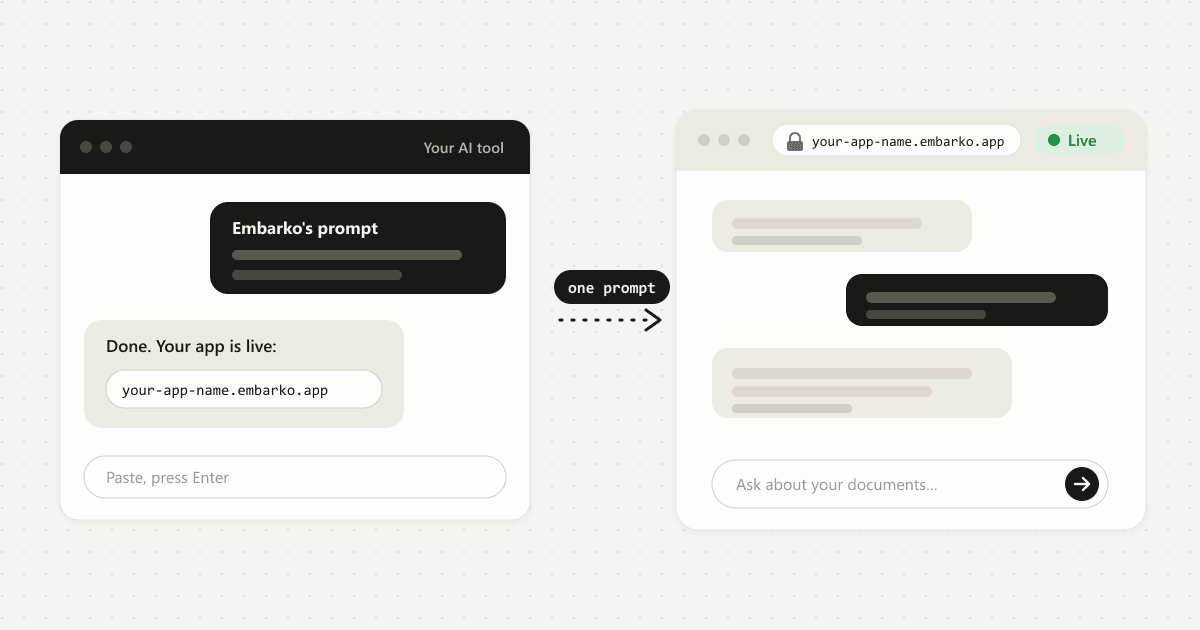 Your AI tool
Embarko's prompt
Done. Your app is live:
your-app-name.embarko.app
Paste, press Enter
one prompt
your-app-name.embarko.app
Live
Ask about your documents...